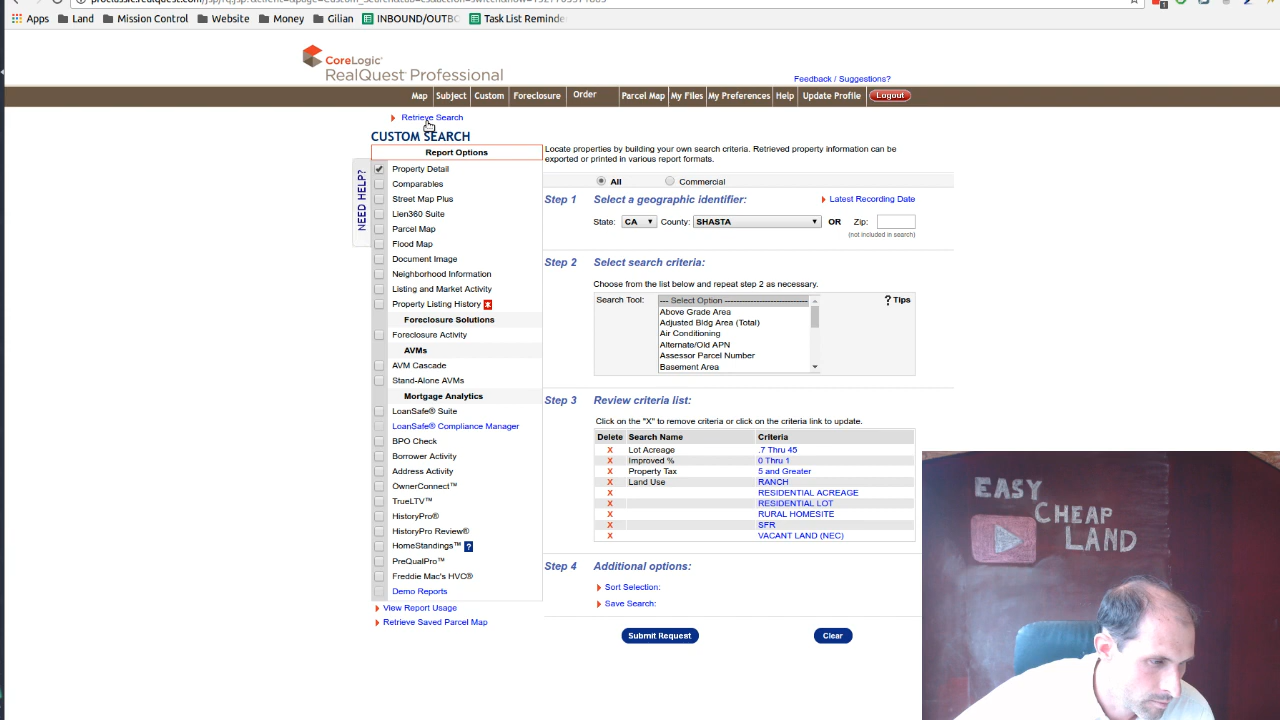 Apps Land Mission Control Website Money Gilian INBOUND/OUTBO Task List Reminde
CoreLogic
RealQuest Professional
Feedback / Suggestions?
Map Subject Custom Foreclosure Order Parcel Map My Files My Preferences Help Update Profile Logout
Retrieve Search
CUSTOM SEARCH
NEED HELP?
Report Options
Property Detail
Comparables
Street Map Plus
Lien360 Suite
Parcel Map
Flood Map
Document Image
Neighborhood Information
Listing and Market Activity
Property Listing History
Foreclosure Solutions
Foreclosure Activity
AVMs
AVM Cascade
Stand-Alone AVMs
Mortgage Analytics
LoanSafe® Suite
LoanSafe® Compliance Manager
BPO Check
Borrower Activity
Address Activity
OwnerConnect™
TrueLTV™
HistoryPro®
HistoryPro Review®
HomeStandings™ ?
PreQualPro™
Freddie Mac's HVC®
Demo Reports
View Report Usage
Retrieve Saved Parcel Map
Locate properties by building your own search criteria. Retrieved property information can be
exported or printed in various report formats.
All Commercial
Step 1 Select a geographic identifier: Latest Recording Date
State: CA County: SHASTA OR Zip:
(not included in search)
Step 2 Select search criteria:
Choose from the list below and repeat step 2 as necessary.
Search Tool: --- Select Option ---------------------- ? Tips
Above Grade Area
Adjusted Bldg Area (Total)
Air Conditioning
Alternate/Old APN
Assessor Parcel Number
Basement Area
Step 3 Review criteria list:
Click on the "X" to remove criteria or click on the criteria link to update.
Delete Search Name Criteria
X Lot Acreage .7 Thru 45
X Improved % 0 Thru 1
X Property Tax 5 and Greater
X Land Use RANCH
X RESIDENTIAL ACREAGE
X RESIDENTIAL LOT
X RURAL HOMESITE
X SFR
X VACANT LAND (NEC)
Step 4 Additional options:
Sort Selection:
Save Search:
Submit Request Clear
EASY
CHEAP
LAND